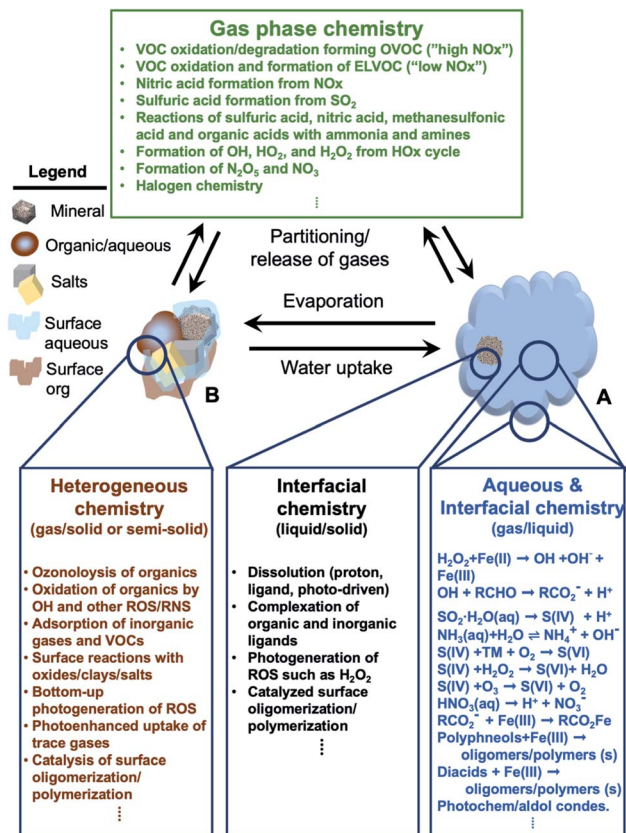 Gas phase chemistry
• VOC oxidation/degradation forming OVOC ("high NOx")
• VOC oxidation and formation of ELVOC ("low NOx")
• Nitric acid formation from NOx
• Sulfuric acid formation from SO₂
• Reactions of sulfuric acid, nitric acid, methanesulfonic
acid and organic acids with ammonia and amines
• Formation of OH, HO₂, and H₂O₂ from HOx cycle
• Formation of N₂O₅ and NO₃
• Halogen chemistry
⋮
Legend
Mineral
Organic/aqueous
Salts
Surface
aqueous
Surface
org
Partitioning/
release of gases
Evaporation
Water uptake
B
A
Heterogeneous
chemistry
(gas/solid or semi-solid)
• Ozonoloysis of organics
• Oxidation of organics by
OH and other ROS/RNS
• Adsorption of inorganic
gases and VOCs
• Surface reactions with
oxides/clays/salts
• Bottom-up
photogeneration of ROS
• Photoenhanced uptake of
trace gases
• Catalysis of surface
oligomerization/
polymerization
⋮
Interfacial
chemistry
(liquid/solid)
• Dissolution (proton,
ligand, photo-driven)
• Complexation of
organic and inorganic
ligands
• Photogeneration of
ROS such as H₂O₂
• Catalyzed surface
oligomerization/
polymerization
⋮
Aqueous &
Interfacial chemistry
(gas/liquid)
H₂O₂+Fe(II) → OH +OH⁻ +
Fe(III)
OH + RCHO → RCO₂⁻ + H⁺
SO₂·H₂O(aq) → S(IV) + H⁺
NH₃(aq)+H₂O ⇌ NH₄⁺ + OH⁻
S(IV) +TM + O₂ → S(VI)
S(IV) +H₂O₂ → S(VI)+ H₂O
S(IV) +O₃ → S(VI) + O₂
HNO₃(aq) → H⁺ + NO₃⁻
RCO₂⁻ + Fe(III) → RCO₂Fe
Polyphneols+Fe(III) →
oligomers/polymers (s)
Diacids + Fe(III) →
oligomers/polymers (s)
Photochem/aldol condes.
⋮